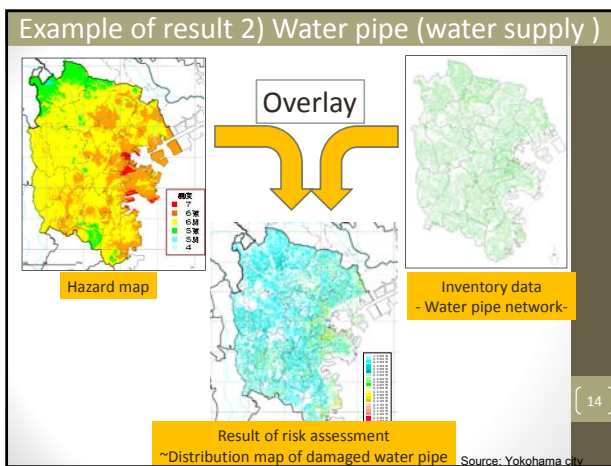 Example of result 2) Water pipe (water supply )
Overlay
震度
7
6強
6弱
5強
5弱
4
Hazard map
Inventory data
- Water pipe network-
14
Result of risk assessment
~Distribution map of damaged water pipe
Source: Yokohama city